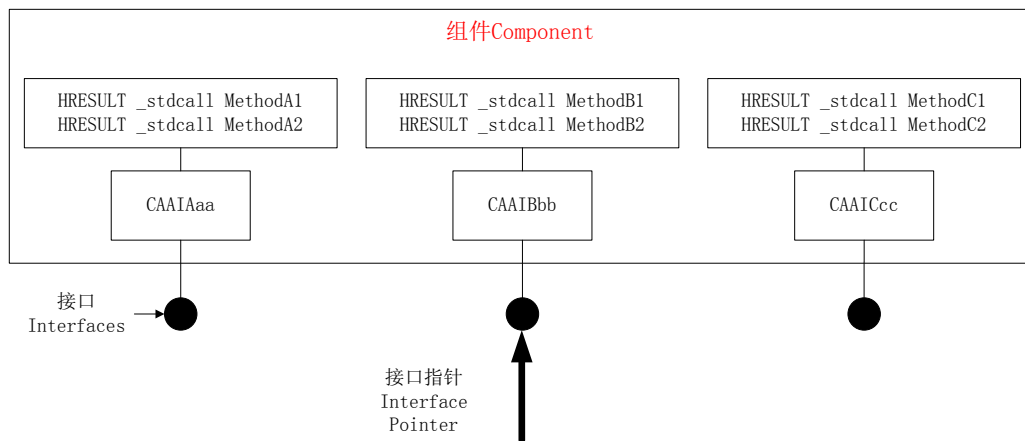 组件Component
HRESULT _stdcall MethodA1
HRESULT _stdcall MethodA2
HRESULT _stdcall MethodB1
HRESULT _stdcall MethodB2
HRESULT _stdcall MethodC1
HRESULT _stdcall MethodC2
CAAIAaa
CAAIBbb
CAAICcc
接口
Interfaces
接口指针
Interface
Pointer